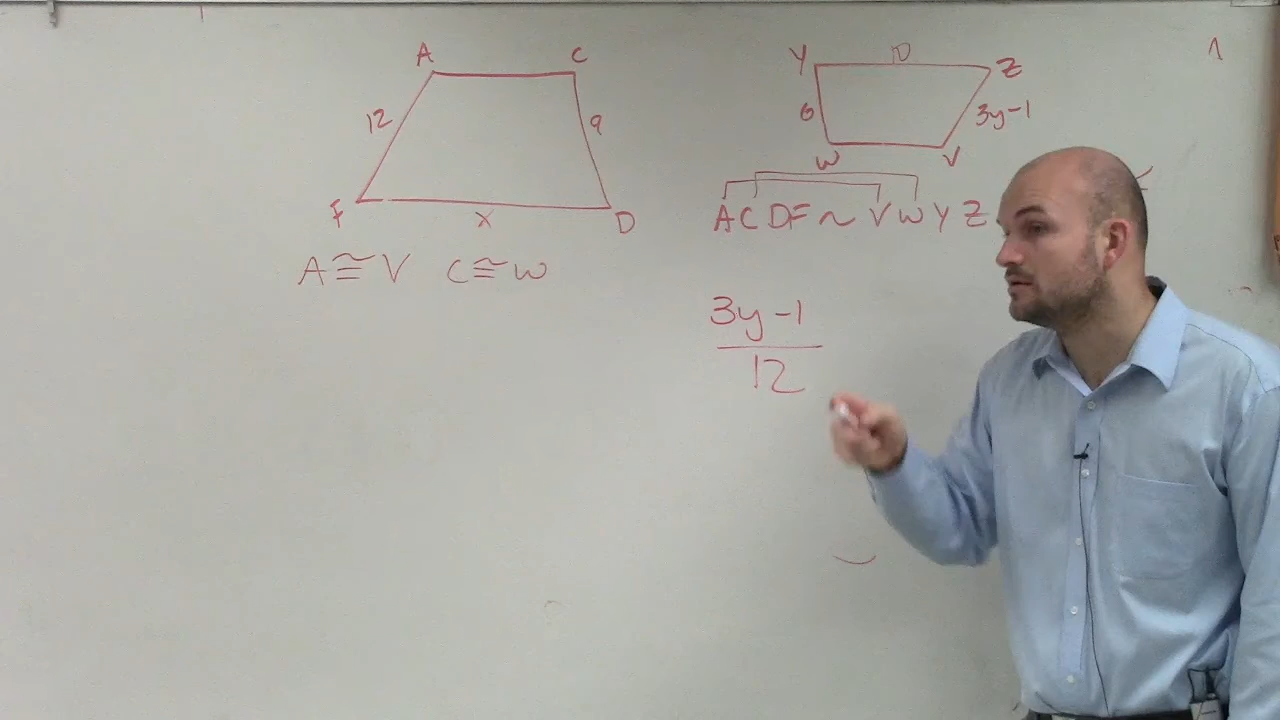 A C
12 9
F X D
Y 10 Z
6 3y-1
W V
ACDF ~ VWYZ
A ≅ V C ≅ W
3y-1
12